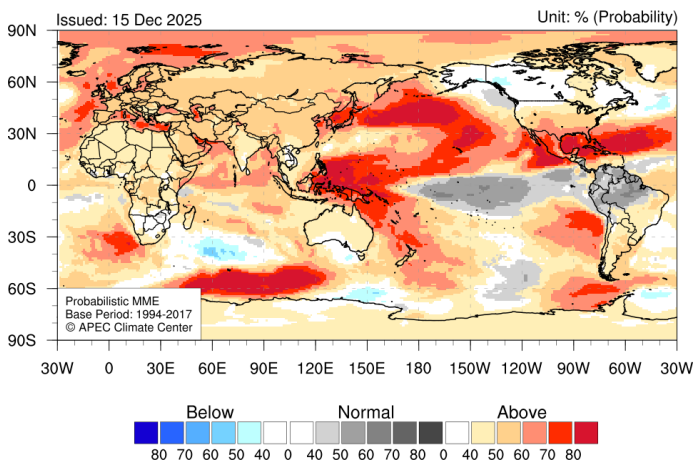 Issued: 15 Dec 2025 Unit: % (Probability)
90N
60N
30N
0
30S
60S
90S
Probabilistic MME
Base Period: 1994-2017
© APEC Climate Center
30W 0 30E 60E 90E 120E 150E 180 150W 120W 90W 60W 30W
Below Normal Above
80 70 60 50 40 0 40 50 60 70 80 0 40 50 60 70 80